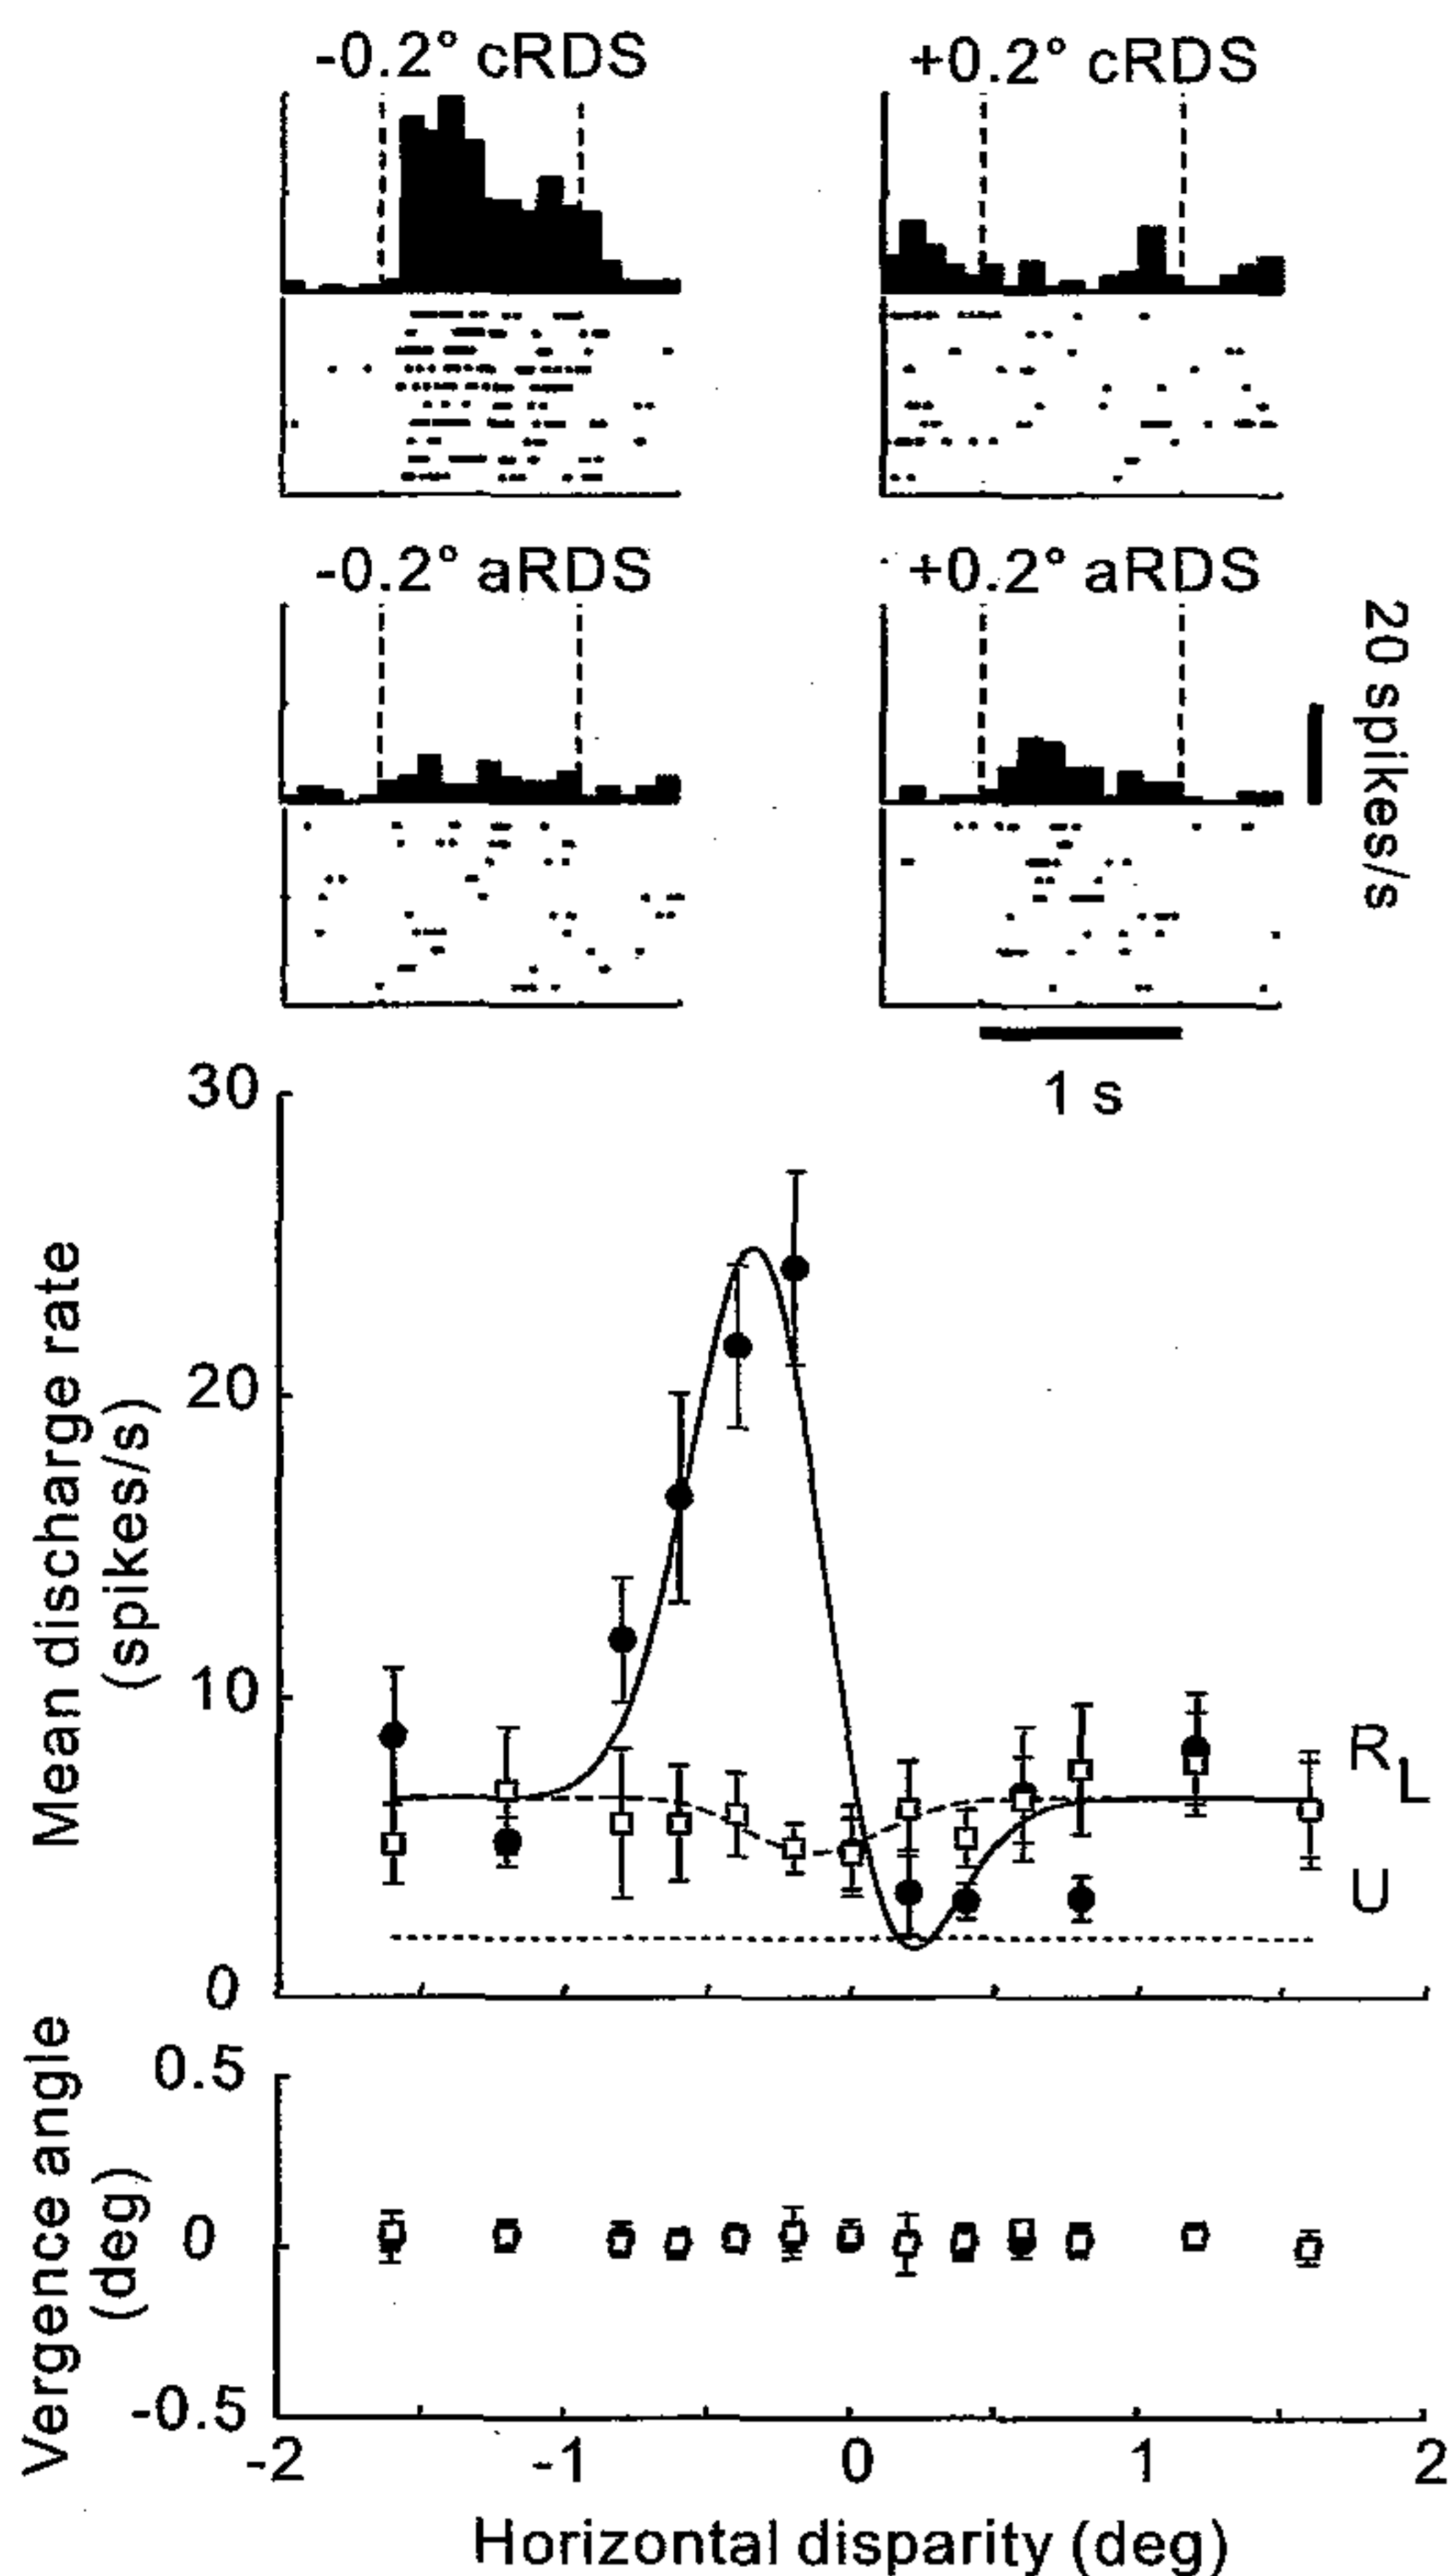 -0.2° cRDS
+0.2° cRDS
-0.2° aRDS
+0.2° aRDS
20 spikes/s
1 s
30
20
10
0
Mean discharge rate
(spikes/s)
R
L
U
0.5
0
-0.5
Vergence angle
(deg)
-2
-1
0
1
2
Horizontal disparity (deg)